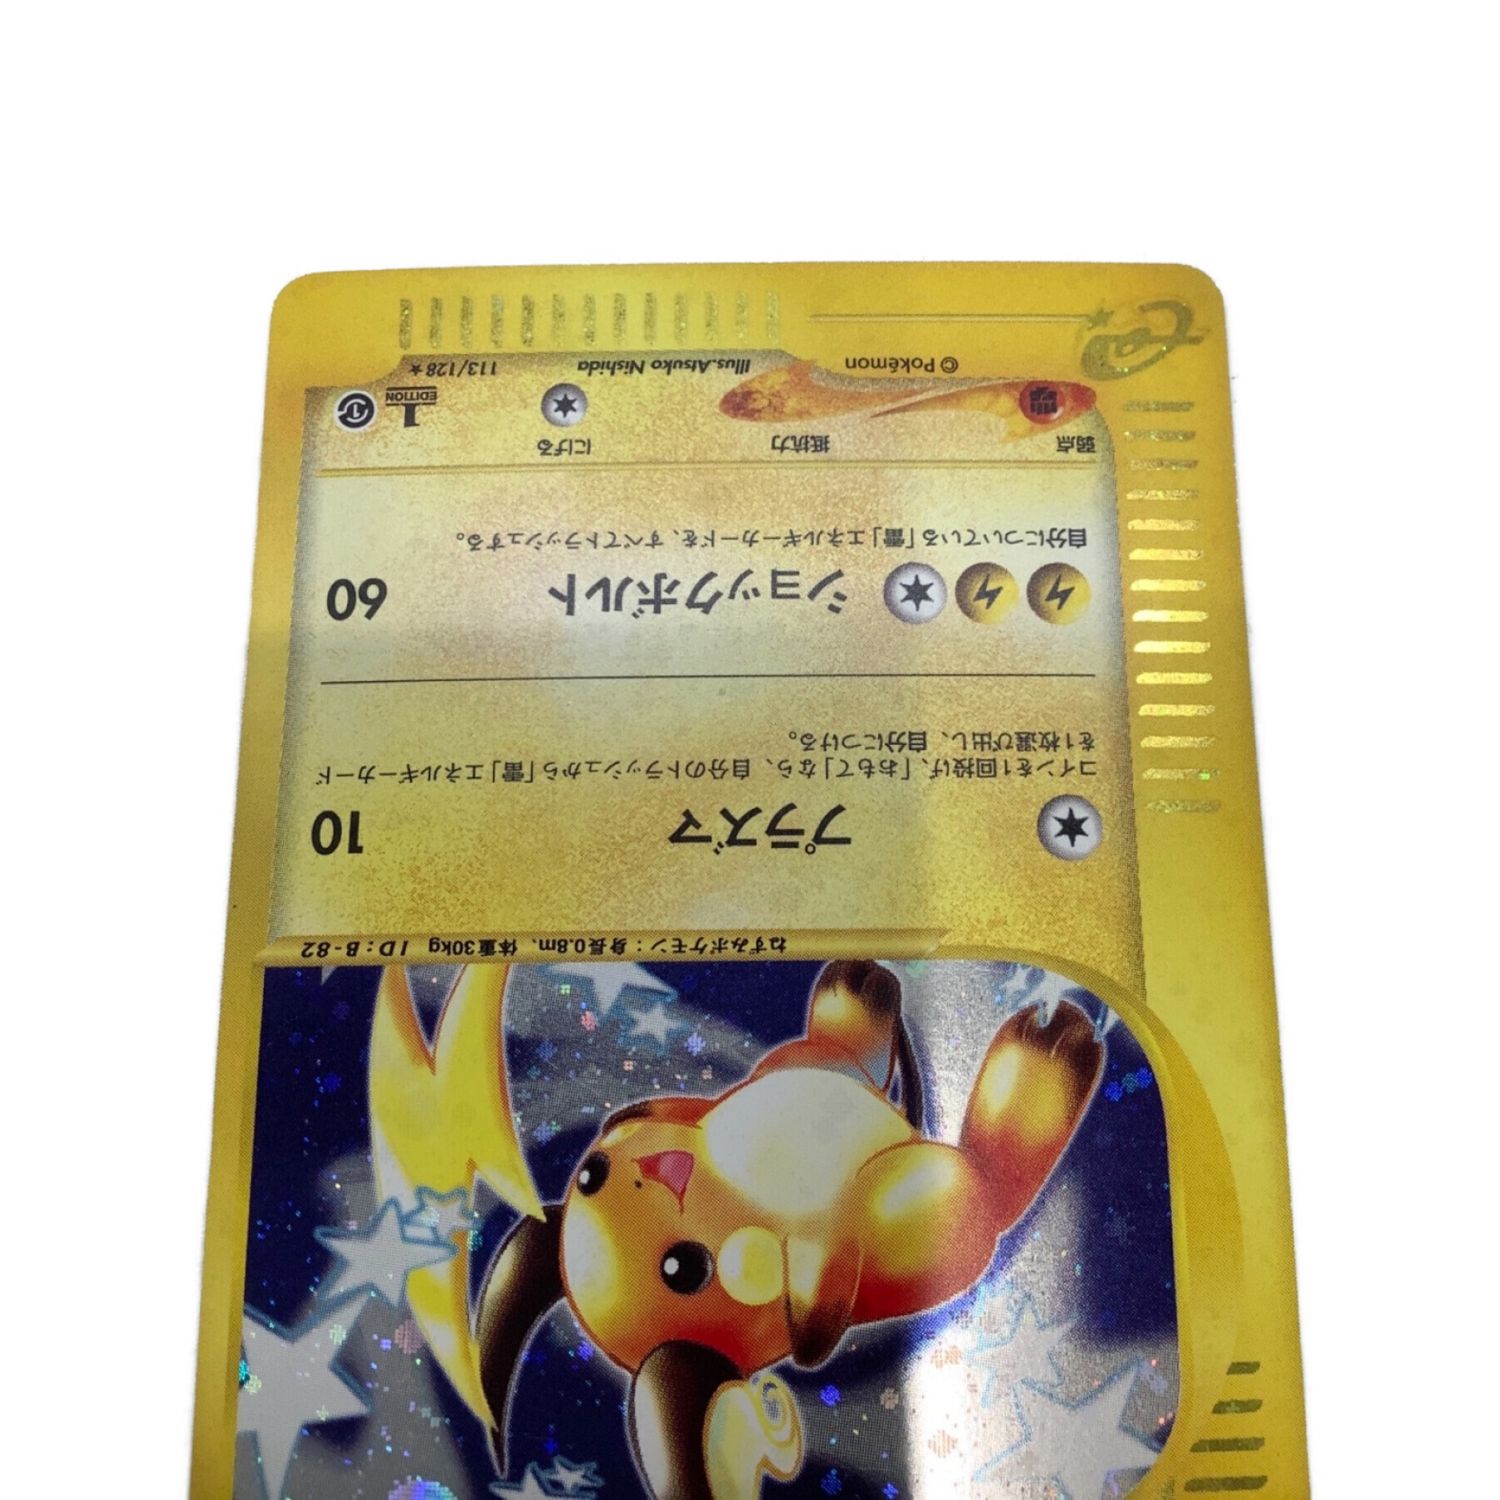 ねずみポケモン：身長0.8m、体重30kg ID:B-82
プラズマ 10
コインを1回投げ、「おもて」なら、自分のトラッシュから「雷」エネルギーカード
を1枚選び出し、自分につける。
ショックボルト 60
自分についている「雷」エネルギーカードを、すべてトラッシュする。
弱点 抵抗力 にげる
1 EDITION
©Pokémon Illus.Atsuko Nishida 113/128★